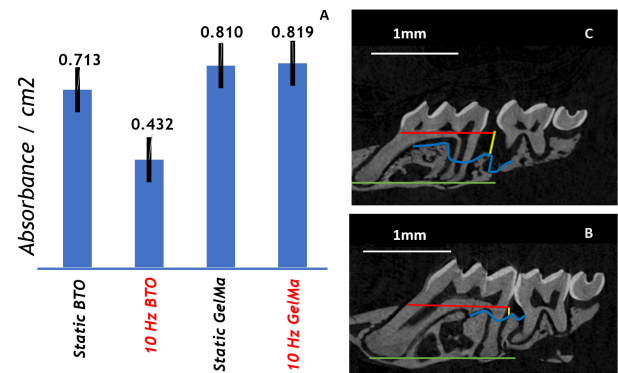 A
0.713
0.432
0.810
0.819
Absorbance / cm2
Static BTO
10 Hz BTO
Static GelMa
10 Hz GelMa
C
1mm
B
1mm